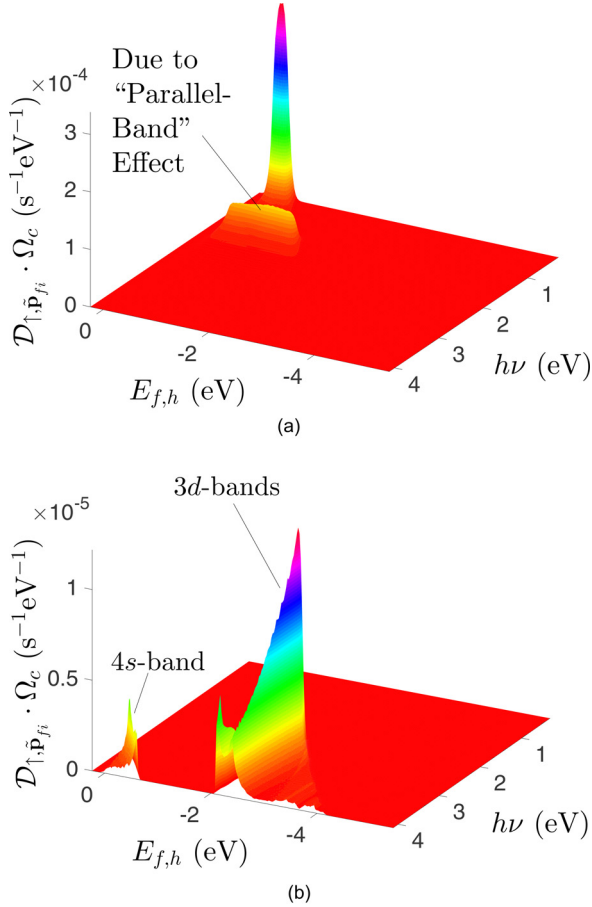 Due to
“Parallel-
Band”
Effect
×10⁻⁴
3
2
1
0
𝒟↑,p̃fi · Ωc (s⁻¹eV⁻¹)
0
-2
-4
E_f,h (eV)
1
2
3
4
hν (eV)
(a)
3d-bands
×10⁻⁵
4s-band
1
0.5
0
𝒟↑,p̃fi · Ωc (s⁻¹eV⁻¹)
0
-2
-4
E_f,h (eV)
1
2
3
4
hν (eV)
(b)